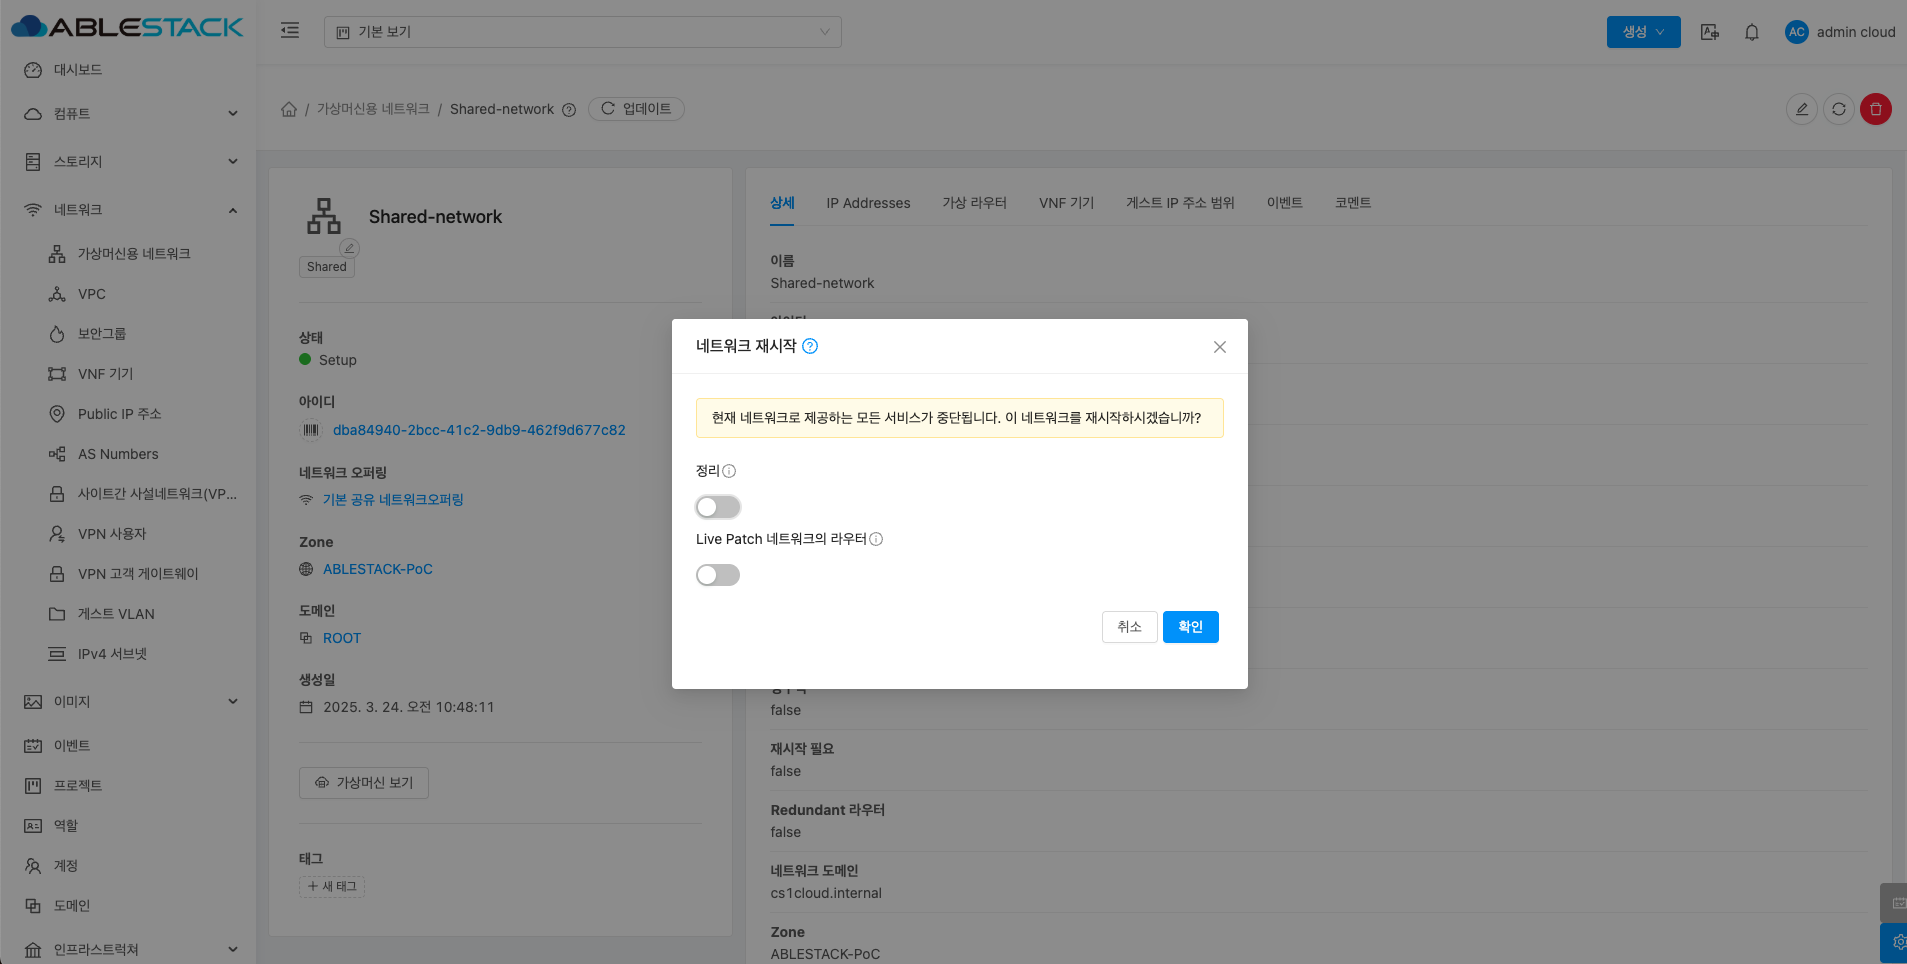 ABLESTACK
기본 보기
생성
admin cloud
AC
대시보드
컴퓨트
스토리지
네트워크
가상머신용 네트워크
VPC
보안그룹
VNF 기기
Public IP 주소
AS Numbers
사이트간 사설네트워크(VP...
VPN 사용자
VPN 고객 게이트웨이
게스트 VLAN
IPv4 서브넷
이미지
이벤트
프로젝트
역할
계정
도메인
인프라스트럭쳐
/ 가상머신용 네트워크 / Shared-network
업데이트
Shared-network
Shared
상태
Setup
아이디
dba84940-2bcc-41c2-9db9-462f9d677c82
네트워크 오퍼링
기본 공유 네트워크오퍼링
Zone
ABLESTACK-PoC
도메인
ROOT
생성일
2025. 3. 24. 오전 10:48:11
가상머신 보기
태그
+ 새 태그
상세
IP Addresses
가상 라우터
VNF 기기
게스트 IP 주소 범위
이벤트
코멘트
이름
Shared-network
네트워크 재시작
현재 네트워크로 제공하는 모든 서비스가 중단됩니다. 이 네트워크를 재시작하시겠습니까?
정리
Live Patch 네트워크의 라우터
취소
확인
false
재시작 필요
false
Redundant 라우터
false
네트워크 도메인
cs1cloud.internal
Zone
ABLESTACK-PoC